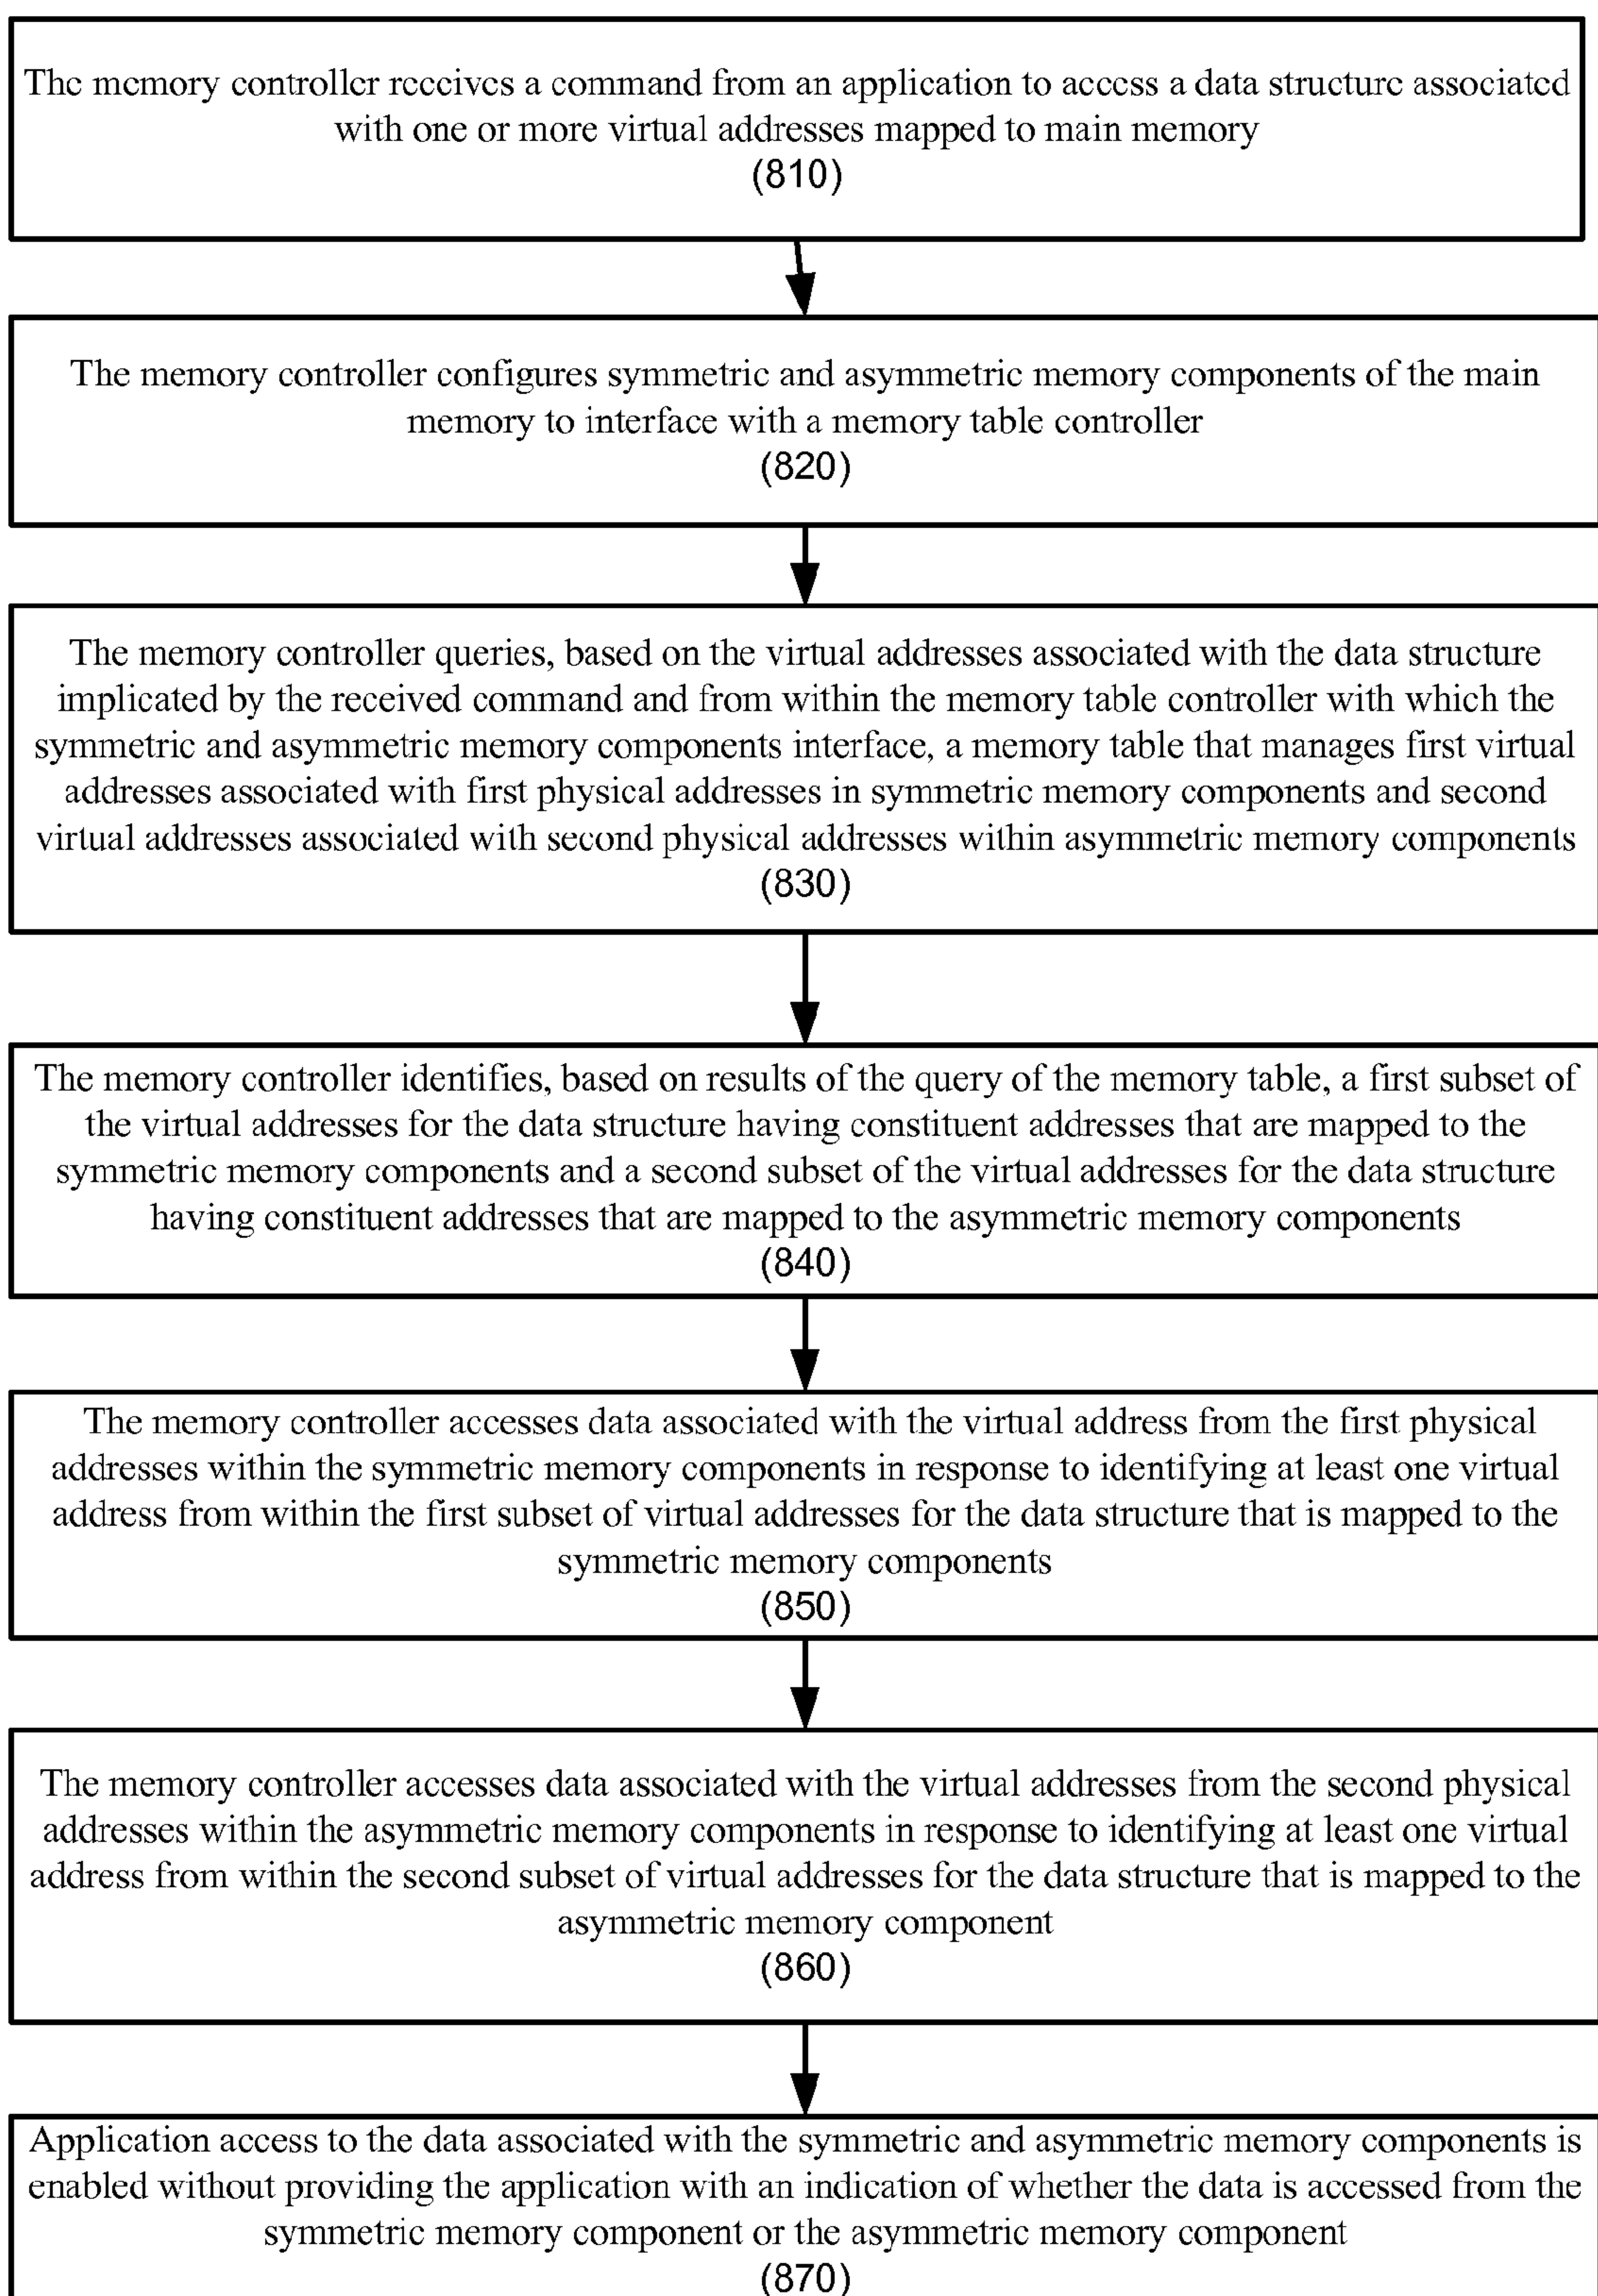 The memory controller receives a command from an application to access a data structure associated
with one or more virtual addresses mapped to main memory
(810)
The memory controller configures symmetric and asymmetric memory components of the main
memory to interface with a memory table controller
(820)
The memory controller queries, based on the virtual addresses associated with the data structure
implicated by the received command and from within the memory table controller with which the
symmetric and asymmetric memory components interface, a memory table that manages first virtual
addresses associated with first physical addresses in symmetric memory components and second
virtual addresses associated with second physical addresses within asymmetric memory components
(830)
The memory controller identifies, based on results of the query of the memory table, a first subset of
the virtual addresses for the data structure having constituent addresses that are mapped to the
symmetric memory components and a second subset of the virtual addresses for the data structure
having constituent addresses that are mapped to the asymmetric memory components
(840)
The memory controller accesses data associated with the virtual address from the first physical
addresses within the symmetric memory components in response to identifying at least one virtual
address from within the first subset of virtual addresses for the data structure that is mapped to the
symmetric memory components
(850)
The memory controller accesses data associated with the virtual addresses from the second physical
addresses within the asymmetric memory components in response to identifying at least one virtual
address from within the second subset of virtual addresses for the data structure that is mapped to the
asymmetric memory component
(860)
Application access to the data associated with the symmetric and asymmetric memory components is
enabled without providing the application with an indication of whether the data is accessed from the
symmetric memory component or the asymmetric memory component
(870)